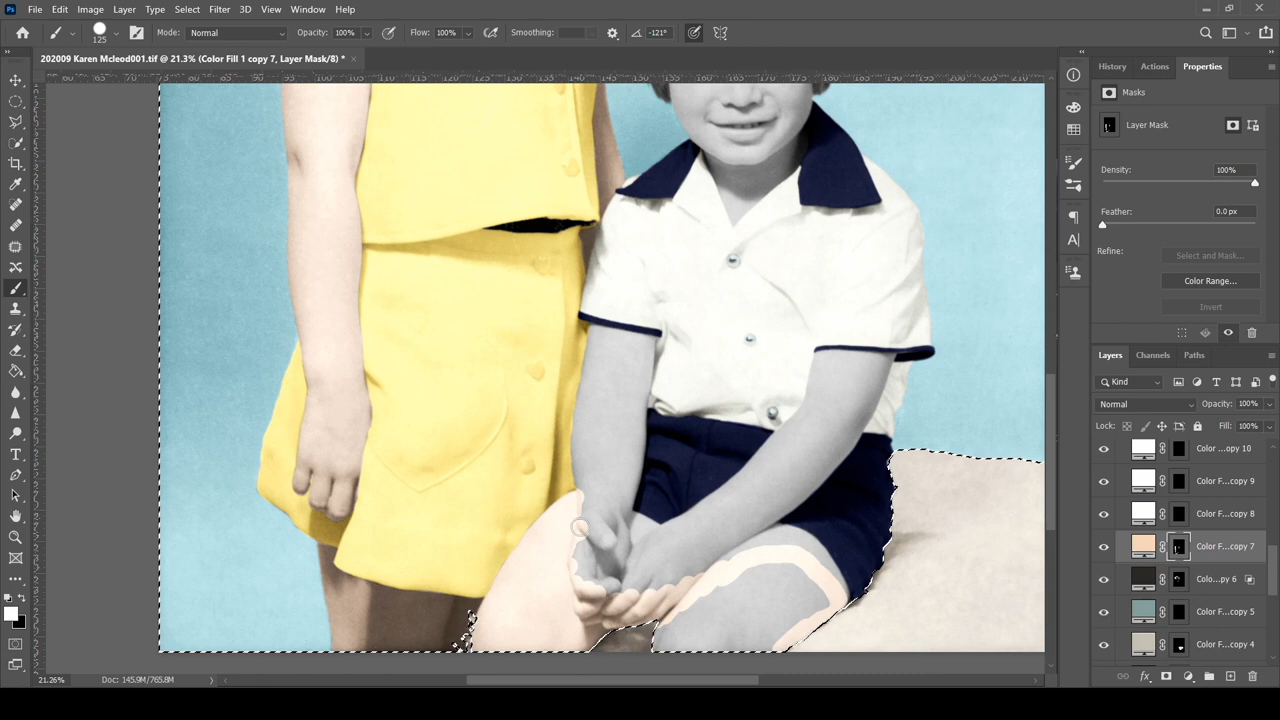 Ps File Edit Image Layer Type Select Filter 3D View Window Help
125 Mode: Normal Opacity: 100% Flow: 100% Smoothing: -121°
202009 Karen Mcleod001.tif @ 21.3% (Color Fill 1 copy 7, Layer Mask/8) *
History Actions Properties
Masks
Layer Mask
Density: 100%
Feather: 0.0 px
Refine: Select and Mask...
Color Range...
Invert
Layers Channels Paths
Kind
Normal Opacity: 100%
Lock: Fill: 100%
Color ...opy 10
Color F...copy 9
Color F...copy 8
Color F...copy 7
Colo...py 6
Color F...copy 5
Color F...copy 4
21.26% Doc: 145.9M/765.8M